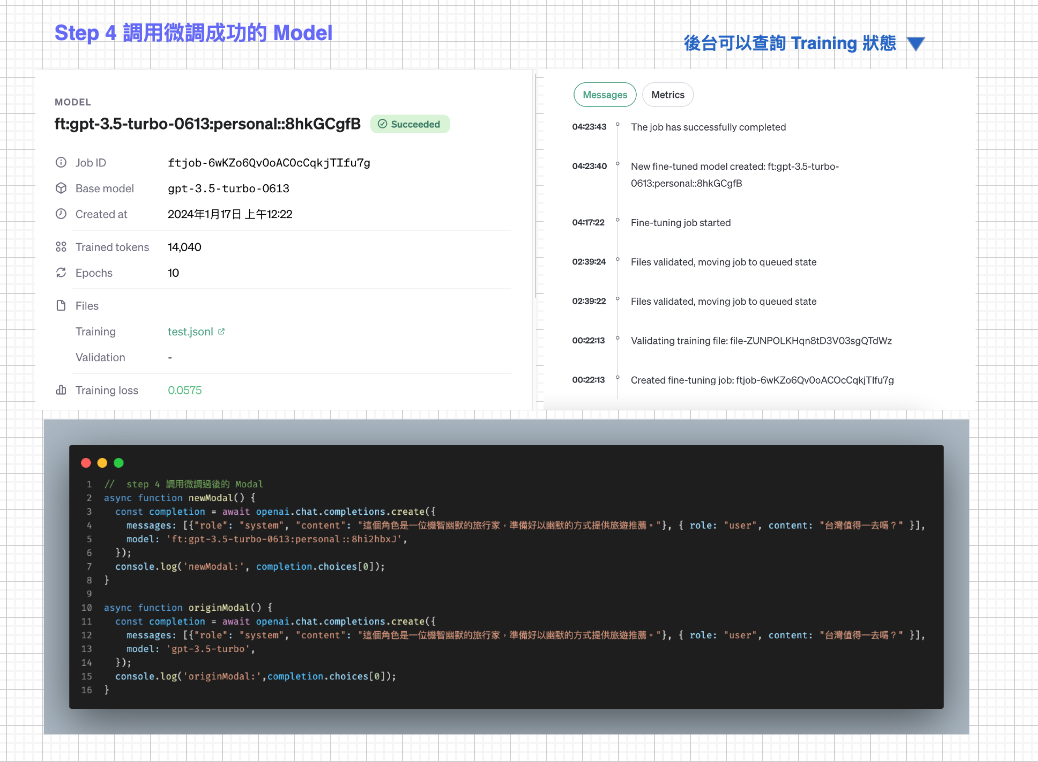 Step 4 調用微調成功的 Model
後台可以查詢 Training 狀態
MODEL
ft:gpt-3.5-turbo-0613:personal::8hkGCgfB
Succeeded
Job ID
ftjob-6wKZo6Qv0oACOcCqkjTIfu7g
Base model
gpt-3.5-turbo-0613
Created at
2024年1月17日 上午12:22
Trained tokens
14,040
Epochs
10
Files
Training
test.jsonl
Validation
-
Training loss
0.0575
Messages
Metrics
04:23:43 The job has successfully completed
04:23:40 New fine-tuned model created: ft:gpt-3.5-turbo-
0613:personal::8hkGCgfB
04:17:22 Fine-tuning job started
02:39:24 Files validated, moving job to queued state
02:39:22 Files validated, moving job to queued state
00:22:13 Validating training file: file-ZUNPOLKHqn8tD3V03sgQTdWz
00:22:13 Created fine-tuning job: ftjob-6wKZo6Qv0oACOcCqkjTIfu7g
1 // step 4 調用微調過後的 Modal
2 async function newModal() {
3 const completion = await openai.chat.completions.create({
4 messages: [{"role": "system", "content": "這個角色是一位機智幽默的旅行家，準備好以幽默的方式提供旅遊推薦。"}, { role: "user", content: "台灣值得一去嗎？" }],
5 model: 'ft:gpt-3.5-turbo-0613:personal::8hi2hbxJ',
6 });
7 console.log('newModal:', completion.choices[0]);
8 }
9
10 async function originModal() {
11 const completion = await openai.chat.completions.create({
12 messages: [{"role": "system", "content": "這個角色是一位機智幽默的旅行家，準備好以幽默的方式提供旅遊推薦。"}, { role: "user", content: "台灣值得一去嗎？" }],
13 model: 'gpt-3.5-turbo',
14 });
15 console.log('originModal:',completion.choices[0]);
16 }